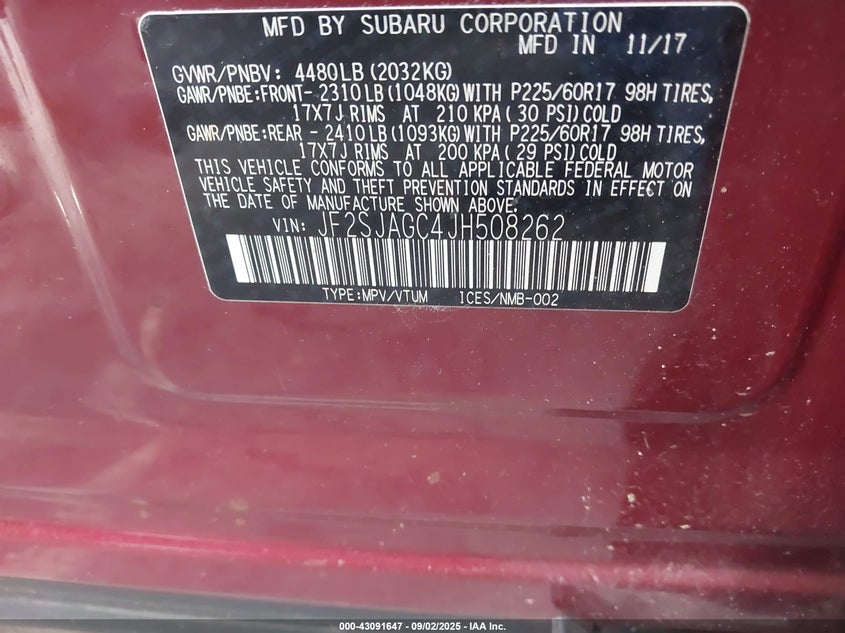 MFD BY SUBARU CORPORATION
MFD IN 11/17
GVWR/PNBV: 4480LB(2032KG)
GAWR/PNBE:FRONT- 2310LB(1048KG)WITH P225/60R17 98H TIRES,
17X7J RIMS AT 210 KPA( 30 PSI)COLD
GAWR/PNBE:REAR - 2410LB(1093KG)WITH P225/60R17 98H TIRES,
17X7J RIMS AT 200 KPA( 29 PSI)COLD
THIS VEHICLE CONFORMS TO ALL APPLICABLE FEDERAL MOTOR
VEHICLE SAFETY AND THEFT PREVENTION STANDARDS IN EFFECT ON
THE DATE OF MANUFACTURE SHOWN ABOVE.
VIN: JF2SJAGC4JH508262
TYPE:MPV/VTUM ICES/NMB-002
000-43091647 - 09/02/2025 - IAA Inc.